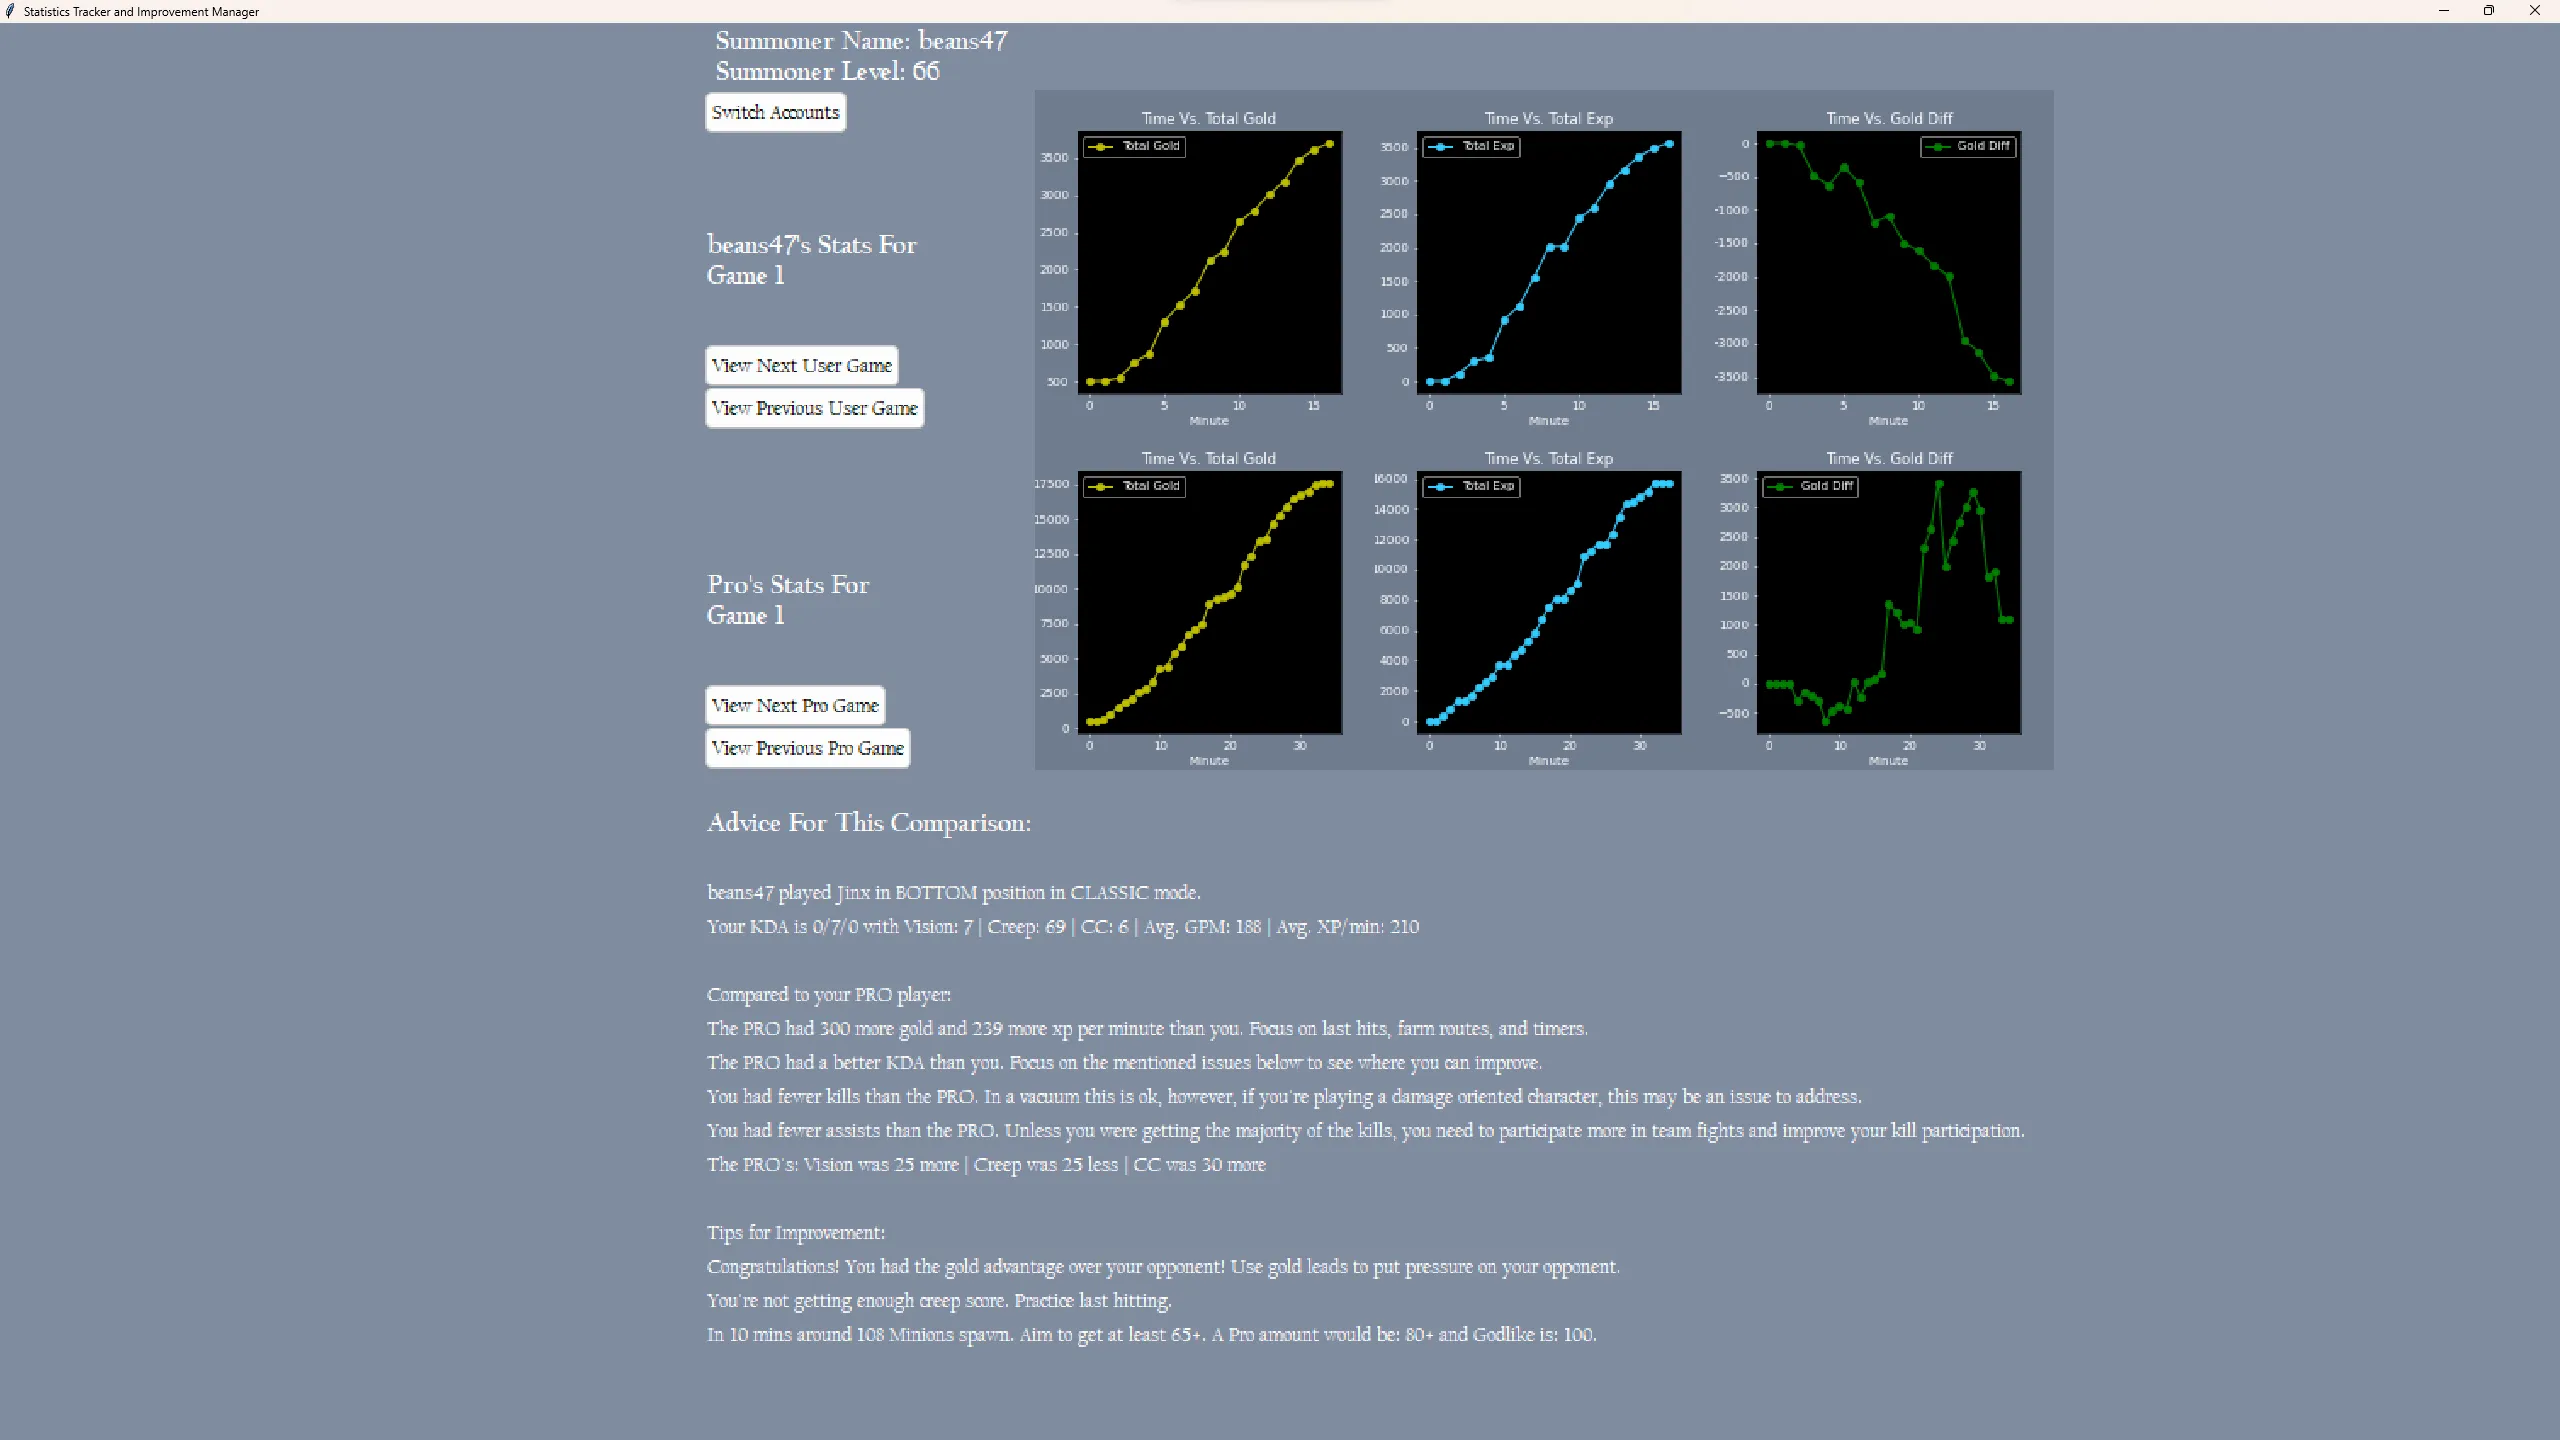 Statistics Tracker and Improvement Manager
Summoner Name: beans47
Summoner Level: 66
Switch Accounts
beans47's Stats For
Game 1
View Next User Game
View Previous User Game
Time Vs. Total Gold
Total Gold
3500
3000
2500
2000
1500
1000
500
0 5 10 15
Minute
Time Vs. Total Exp
Total Exp
3500
3000
2500
2000
1500
1000
500
0
0 5 10 15
Minute
Time Vs. Gold Diff
Gold Diff
0
−500
−1000
−1500
−2000
−2500
−3000
−3500
0 5 10 15
Minute
Pro's Stats For
Game 1
View Next Pro Game
View Previous Pro Game
Time Vs. Total Gold
Total Gold
17500
15000
12500
10000
7500
5000
2500
0
0 10 20 30
Minute
Time Vs. Total Exp
Total Exp
16000
14000
12000
10000
8000
6000
4000
2000
0
0 10 20 30
Minute
Time Vs. Gold Diff
Gold Diff
3500
3000
2500
2000
1500
1000
500
0
−500
0 10 20 30
Minute
Advice For This Comparison:
beans47 played Jinx in BOTTOM position in CLASSIC mode.
Your KDA is 0/7/0 with Vision: 7 | Creep: 69 | CC: 6 | Avg. GPM: 188 | Avg. XP/min: 210
Compared to your PRO player:
The PRO had 300 more gold and 239 more xp per minute than you. Focus on last hits, farm routes, and timers.
The PRO had a better KDA than you. Focus on the mentioned issues below to see where you can improve.
You had fewer kills than the PRO. In a vacuum this is ok, however, if you're playing a damage oriented character, this may be an issue to address.
You had fewer assists than the PRO. Unless you were getting the majority of the kills, you need to participate more in team fights and improve your kill participation.
The PRO's: Vision was 25 more | Creep was 25 less | CC was 30 more
Tips for Improvement:
Congratulations! You had the gold advantage over your opponent! Use gold leads to put pressure on your opponent.
You're not getting enough creep score. Practice last hitting.
In 10 mins around 108 Minions spawn. Aim to get at least 65+. A Pro amount would be: 80+ and Godlike is: 100.